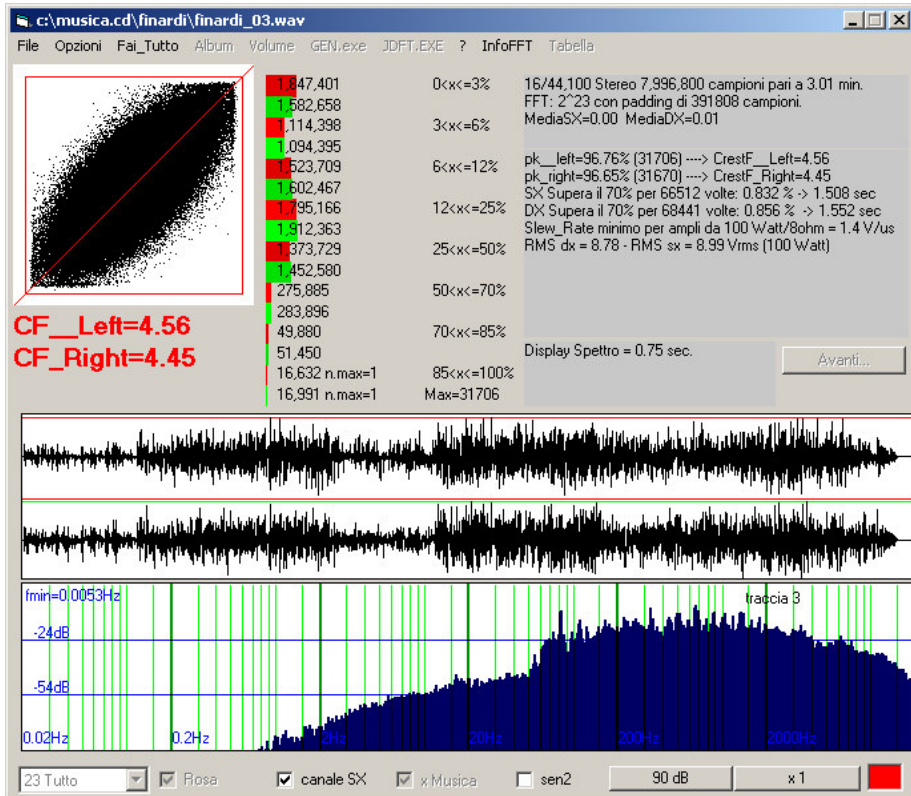 c:\musica.cd\finardi\finardi_03.wav
File Opzioni Fai_Tutto Album Volume GEN.exe JDFT.EXE ? InfoFFT Tabella
1,847,401 0<x<=3%
1,582,658
1,114,398 3<x<=6%
1,094,395
1,523,709 6<x<=12%
1,602,467
1,795,166 12<x<=25%
1,912,363
1,373,729 25<x<=50%
1,452,580
275,885 50<x<=70%
283,896
49,880 70<x<=85%
51,450
16,632 n.max=1 85<x<=100%
16,991 n.max=1 Max=31706
CF__Left=4.56
CF_Right=4.45
16/44,100 Stereo 7,996,800 campioni pari a 3.01 min.
FFT: 2^23 con padding di 391808 campioni.
MediaSX=0.00 MediaDX=0.01
pk__left=96.76% (31706) ----> CrestF__Left=4.56
pk_right=96.65% (31670) ----> CrestF_Right=4.45
SX Supera il 70% per 66512 volte: 0.832 % -> 1.508 sec
DX Supera il 70% per 68441 volte: 0.856 % -> 1.552 sec
Slew_Rate minimo per ampli da 100 Watt/8ohm = 1.4 V/us
RMS dx = 8.78 - RMS sx = 8.99 Vrms (100 Watt)
Display Spettro = 0.75 sec.
Avanti...
fmin=0.0053Hz
traccia 3
-24dB
-54dB
0.02Hz 0.2Hz 2Hz 20Hz 200Hz 2000Hz
23 Tutto Rosa canale SX x Musica sen2 90 dB x 1